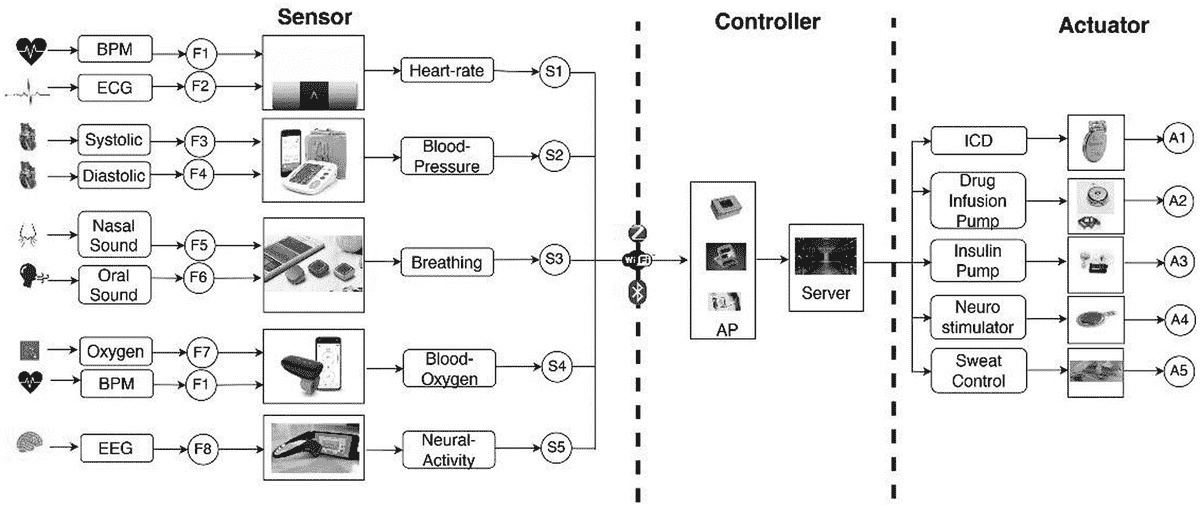 Sensor
Controller
Actuator
BPM
F1
ECG
F2
Heart-rate
S1
Systolic
F3
Diastolic
F4
Blood-
Pressure
S2
Nasal
Sound
F5
Oral
Sound
F6
Breathing
S3
Oxygen
F7
BPM
F1
Blood-
Oxygen
S4
EEG
F8
Neural-
Activity
S5
Wi Fi
AP
Server
ICD
A1
Drug
Infusion
Pump
A2
Insulin
Pump
A3
Neuro
stimulator
A4
Sweat
Control
A5